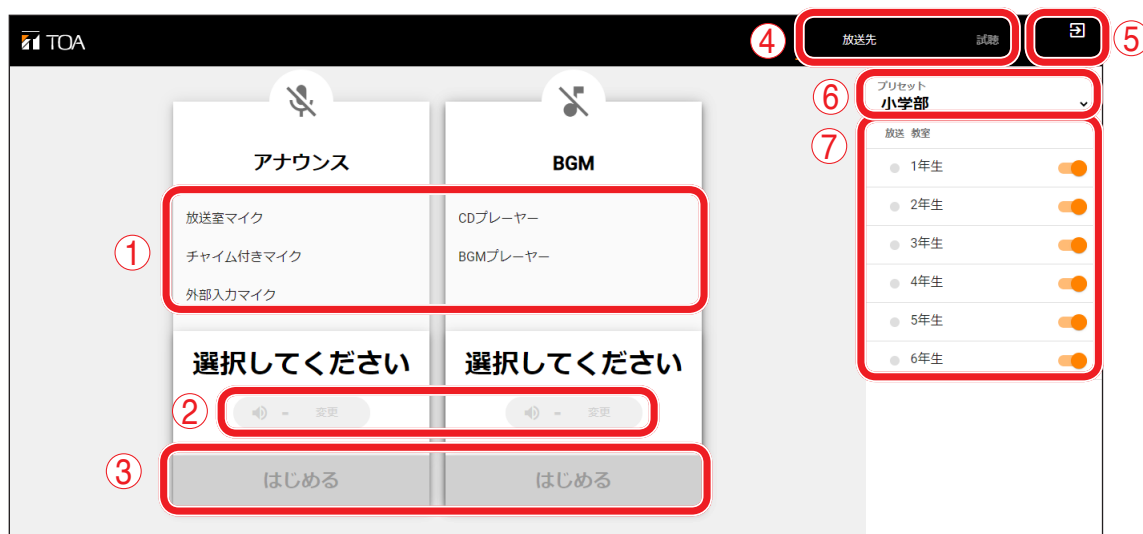 TOA
④
放送先
試聴
⑤
⑥
プリセット
小学部
⑦
放送 教室
1年生
2年生
3年生
4年生
5年生
6年生
アナウンス
BGM
①
放送室マイク
チャイム付きマイク
外部入力マイク
CDプレーヤー
BGMプレーヤー
選択してください
選択してください
②
- 変更
- 変更
③
はじめる
はじめる